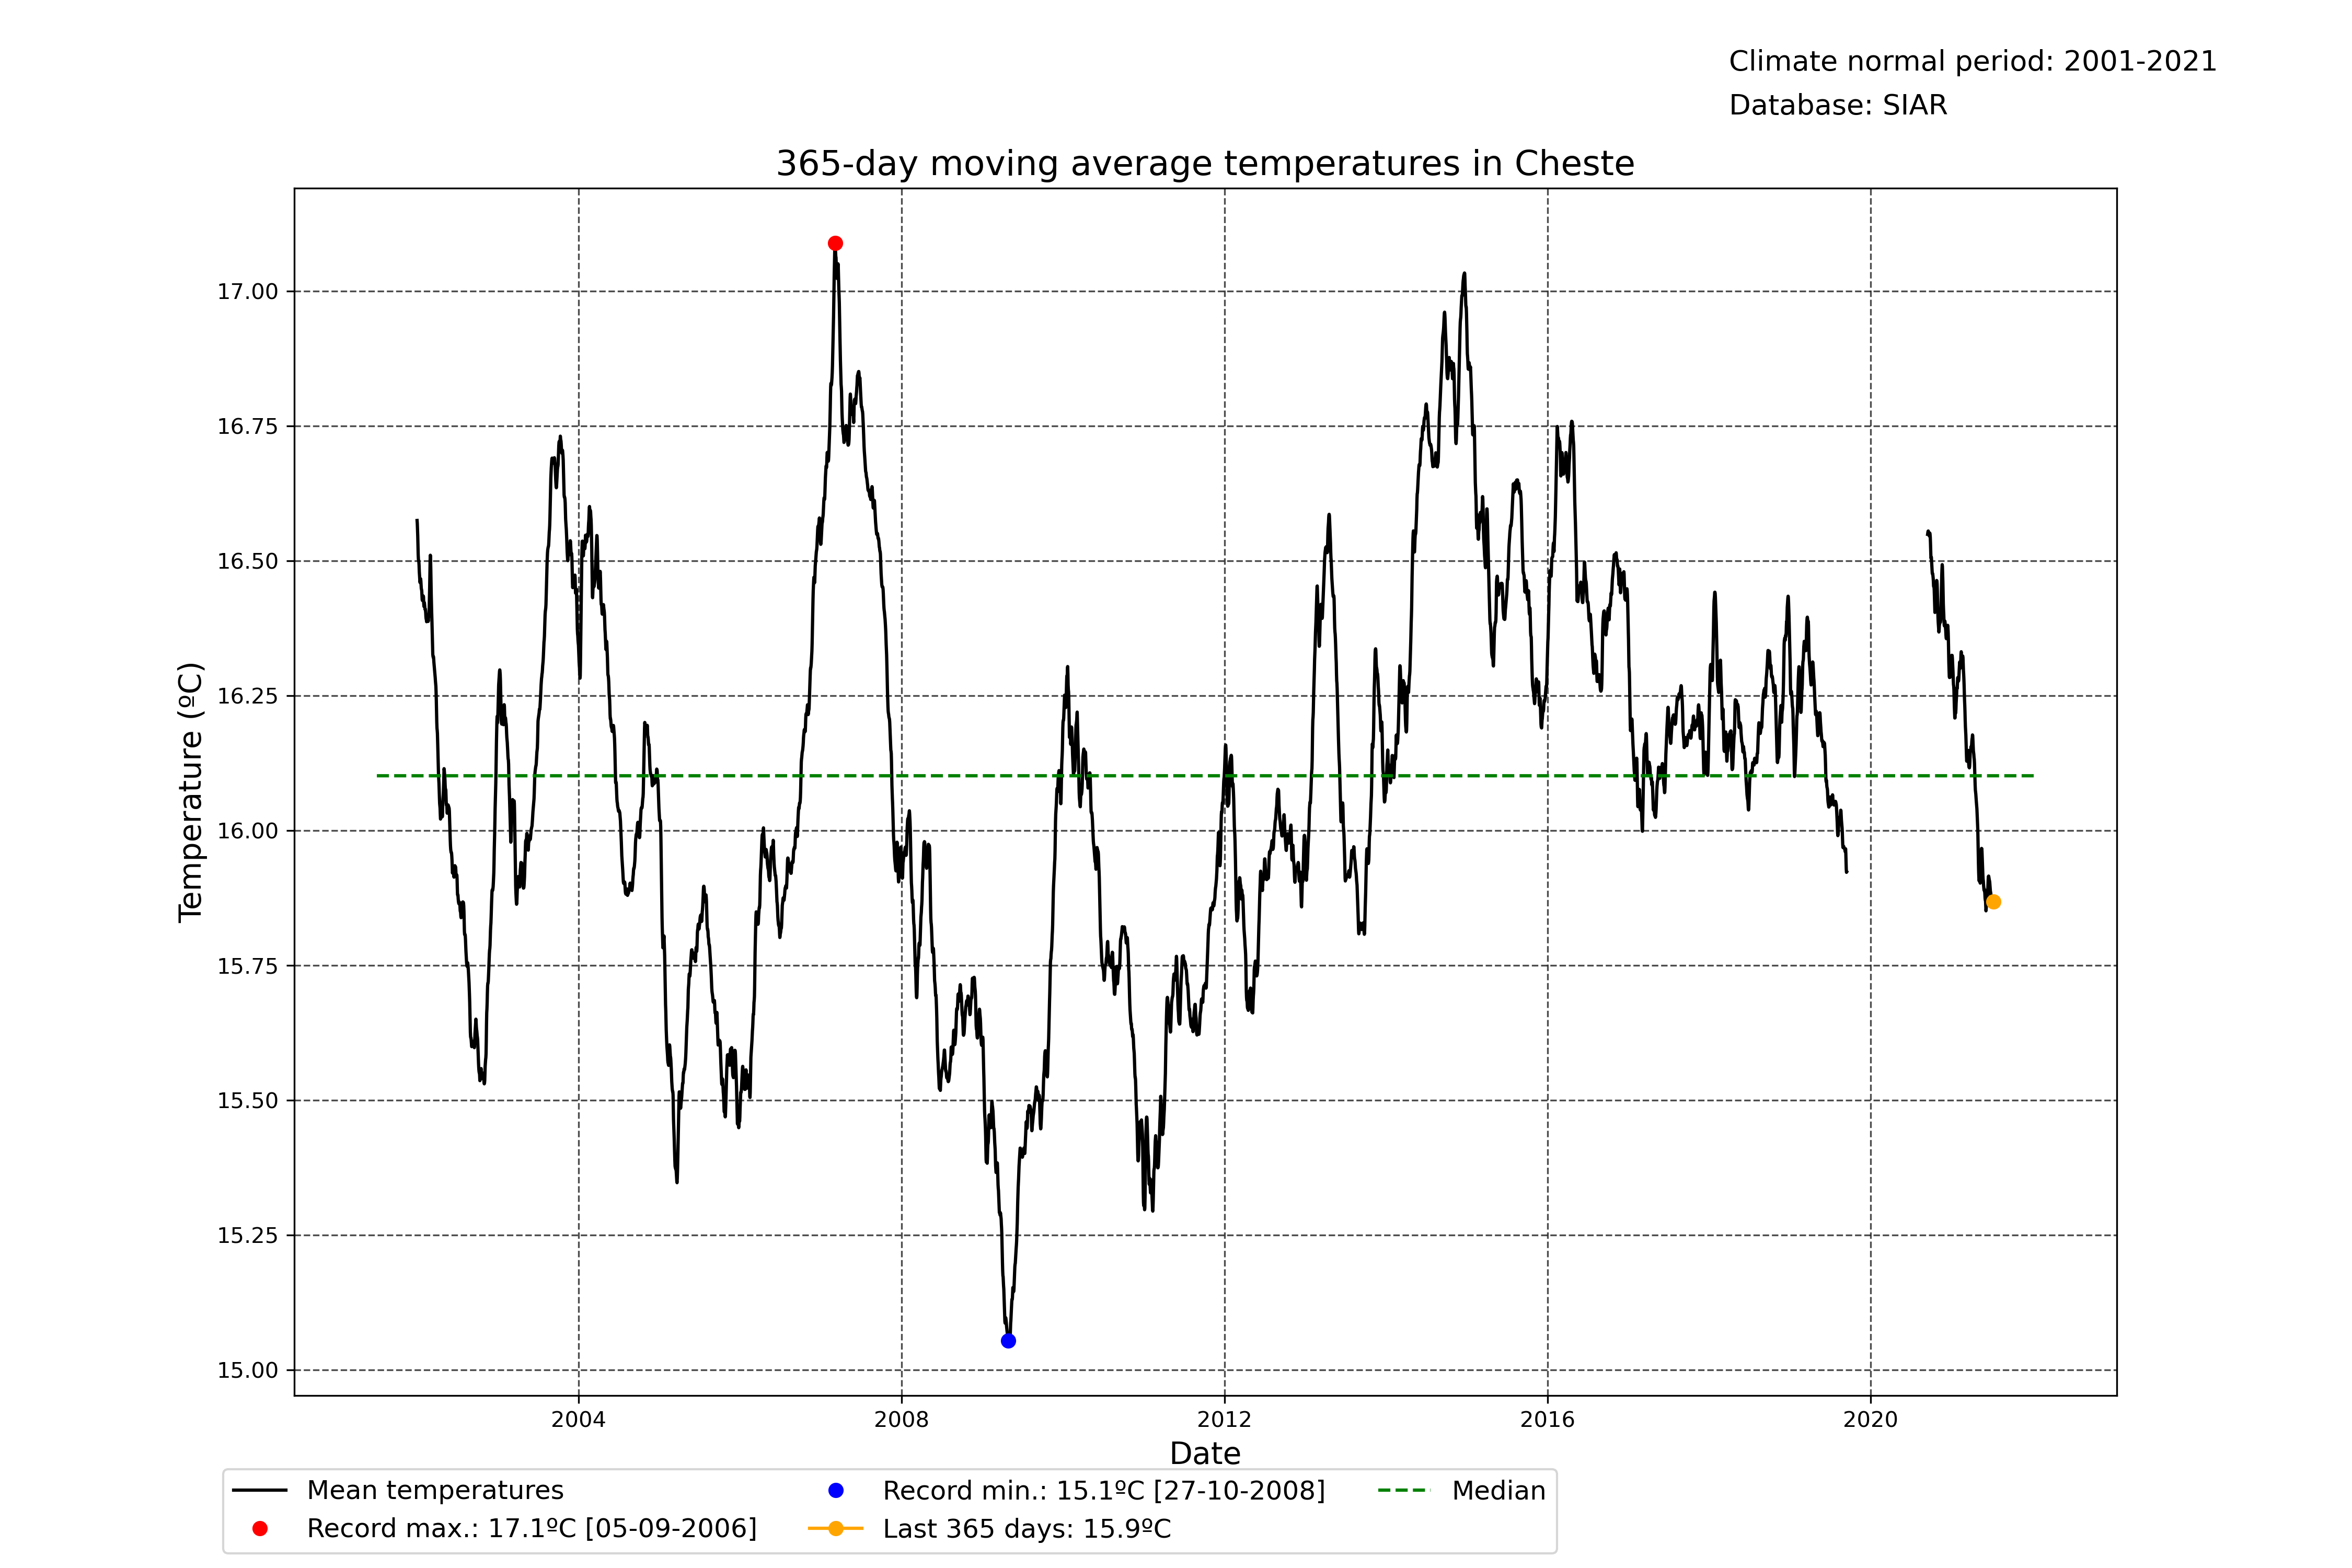 Climate normal period: 2001-2021
Database: SIAR
365-day moving average temperatures in Cheste
17.00
16.75
16.50
16.25
16.00
15.75
15.50
15.25
15.00
Temperature (ºC)
2004 2008 2012 2016 2020
Date
Mean temperatures
Record max.: 17.1ºC [05-09-2006]
Record min.: 15.1ºC [27-10-2008]
Last 365 days: 15.9ºC
Median